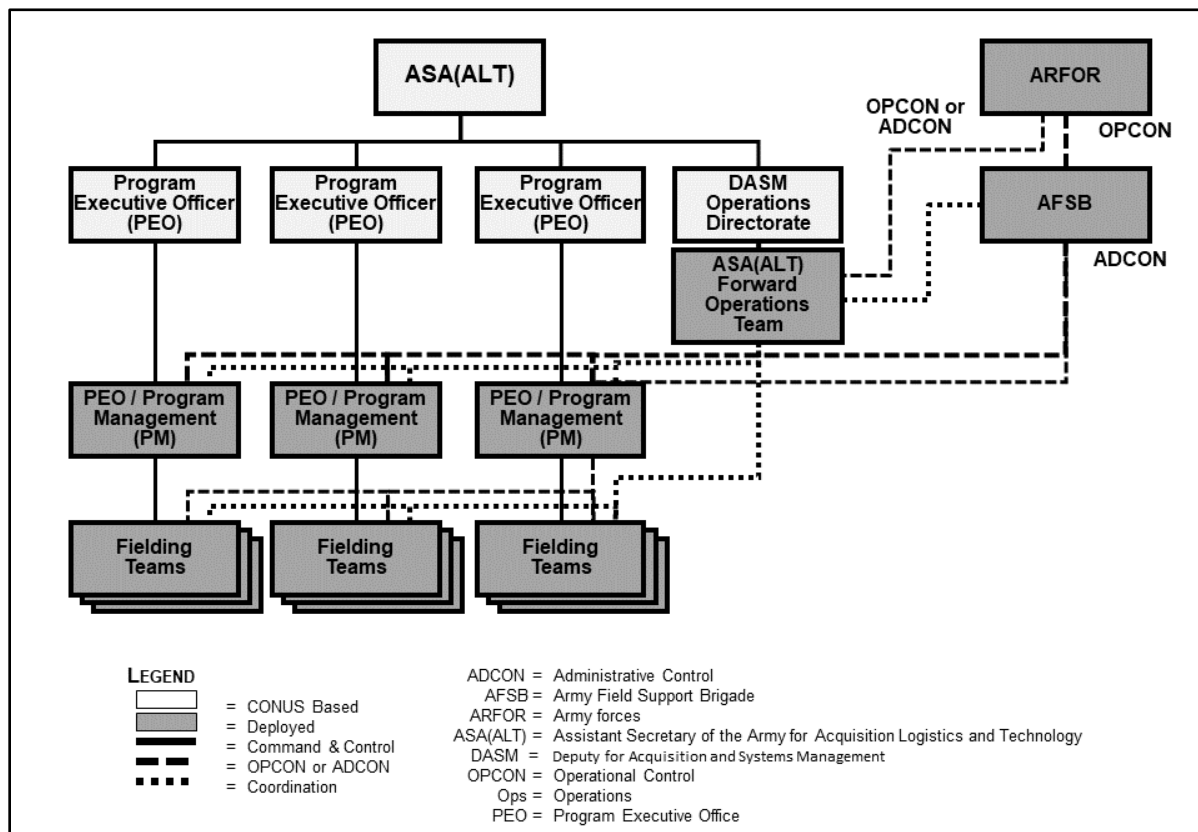 ASA(ALT)
ARFOR
OPCON or
ADCON
OPCON
Program
Executive Officer
(PEO)
Program
Executive Officer
(PEO)
Program
Executive Officer
(PEO)
DASM
Operations
Directorate
AFSB
ADCON
ASA(ALT)
Forward
Operations
Team
PEO / Program
Management
(PM)
PEO / Program
Management
(PM)
PEO / Program
Management
(PM)
Fielding
Teams
Fielding
Teams
Fielding
Teams
LEGEND
= CONUS Based
= Deployed
= Command & Control
= OPCON or ADCON
= Coordination
ADCON = Administrative Control
AFSB = Army Field Support Brigade
ARFOR = Army forces
ASA(ALT) = Assistant Secretary of the Army for Acquisition Logistics and Technology
DASM = Deputy for Acquisition and Systems Management
OPCON = Operational Control
Ops = Operations
PEO = Program Executive Office